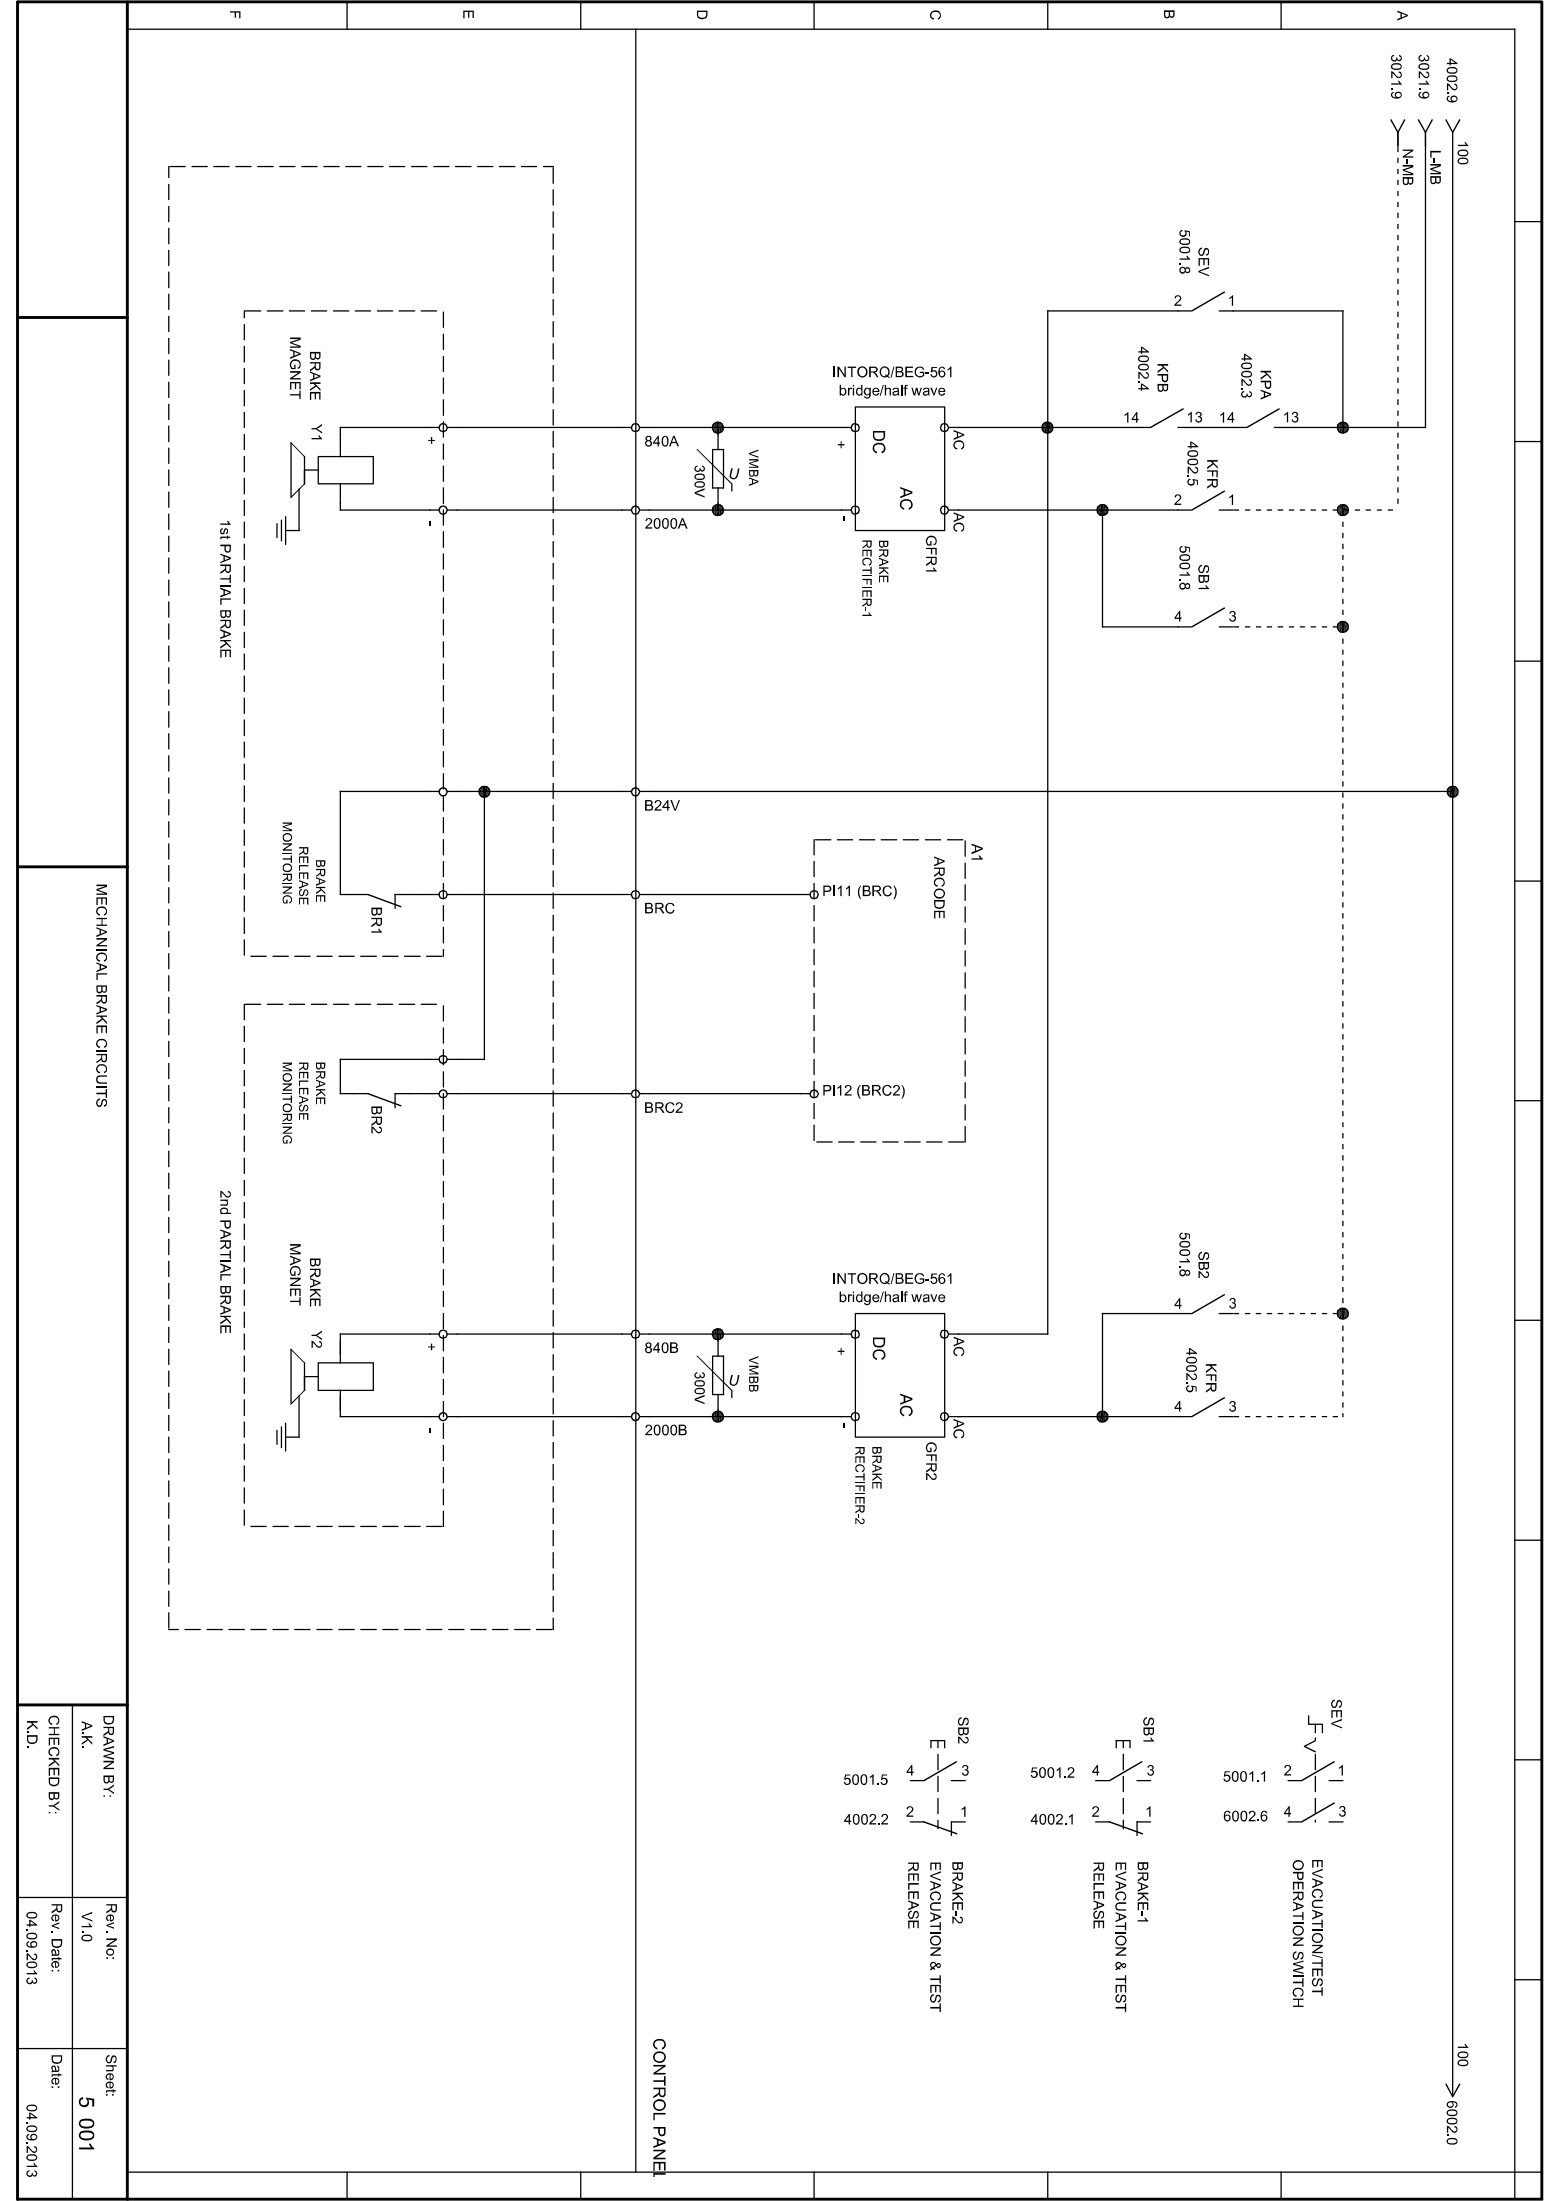 A
B
C
D
E
F
4002.9
100
3021.9
L-MB
3021.9
N-MB
100
6002.0
SEV
5001.8
1
2
KPA
4002.3
13
14
KPB
4002.4
13
14
KFR
4002.5
1
2
SB1
5001.8
3
4
SB2
5001.8
3
4
KFR
4002.5
3
4
INTORQ/BEG-561
bridge/half wave
AC
AC
AC
DC
+
-
GFR1
BRAKE
RECTIFIER-1
A1
ARCODE
PI11 (BRC)
PI12 (BRC2)
INTORQ/BEG-561
bridge/half wave
AC
AC
AC
DC
+
-
GFR2
BRAKE
RECTIFIER-2
VMBA
U
300V
VMBB
U
300V
840A
2000A
B24V
BRC
BRC2
840B
2000B
CONTROL PANEL
+
-
Y1
BRAKE
MAGNET
BR1
BRAKE
RELEASE
MONITORING
1st PARTIAL BRAKE
BR2
BRAKE
RELEASE
MONITORING
+
-
Y2
BRAKE
MAGNET
2nd PARTIAL BRAKE
SEV
1
2
5001.1
3
4
6002.6
EVACUATION/TEST
OPERATION SWITCH
SB1
3
4
5001.2
1
2
4002.1
BRAKE-1
EVACUATION & TEST
RELEASE
SB2
3
4
5001.5
1
2
4002.2
BRAKE-2
EVACUATION & TEST
RELEASE
MECHANICAL BRAKE CIRCUITS
DRAWN BY:
A.K.
CHECKED BY:
K.D.
Rev. No:
V1.0
Rev. Date:
04.09.2013
Sheet:
5 001
Date:
04.09.2013